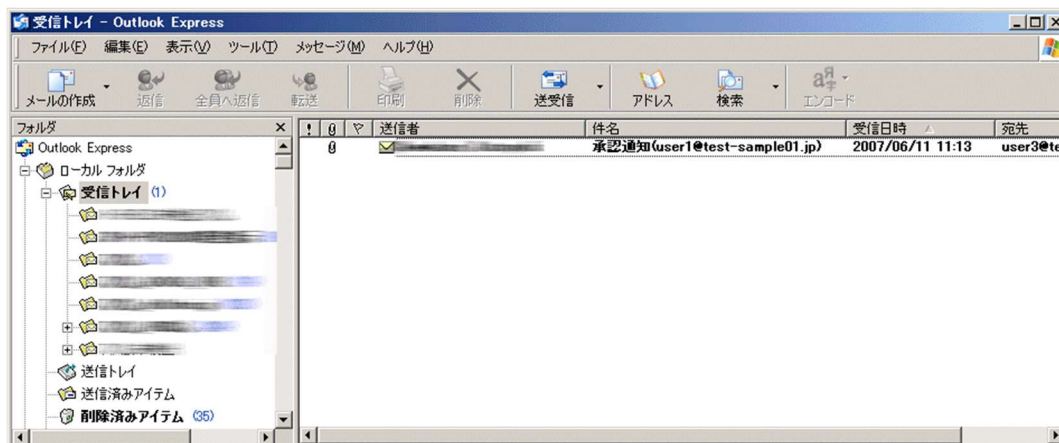 受信トレイ - Outlook Express
ファイル(F) 編集(E) 表示(V) ツール(T) メッセージ(M) ヘルプ(H)
メールの作成 返信 全員へ返信 転送 印刷 削除 送受信 アドレス 検索 エンコード
フォルダ
! 送信者 件名 受信日時 宛先
Outlook Express
承認通知(user1@test-sample01.jp) 2007/06/11 11:13 user3@te
ローカル フォルダ
受信トレイ (1)
送信トレイ
送信済みアイテム
削除済みアイテム (35)